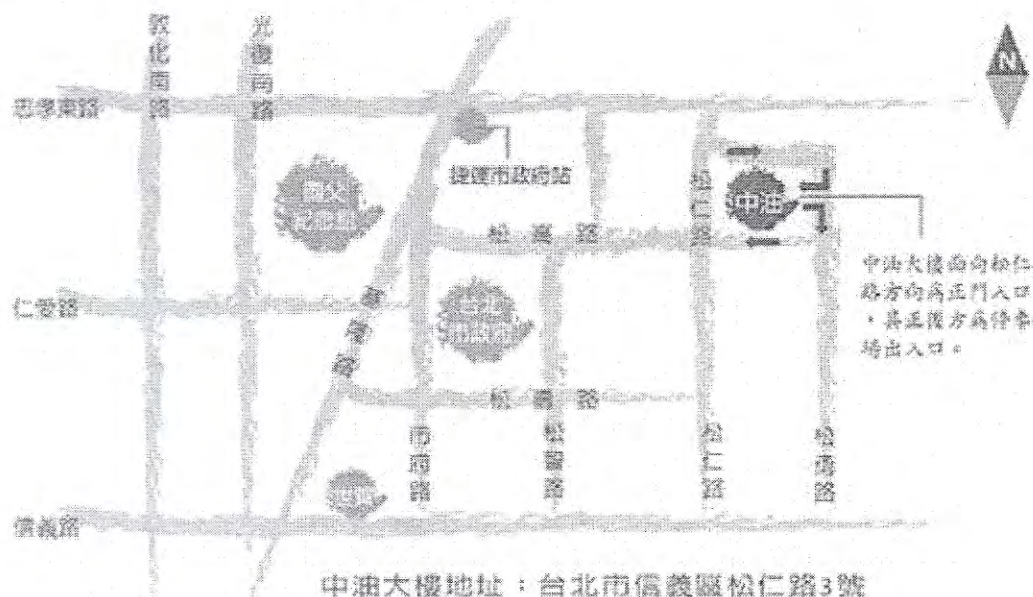 敦化南路
光復南路
N
忠孝東路
捷運市政府站
國父
紀念館
松仁路
中油
松高路
中油大樓面向松仁
路方向為正門入口
，其正後方為停車
場出入口。
仁愛路
基隆路
台北
市政府
松壽路
市府路
松智路
松仁路
信義路
中油大樓地址：台北市信義區松仁路3號